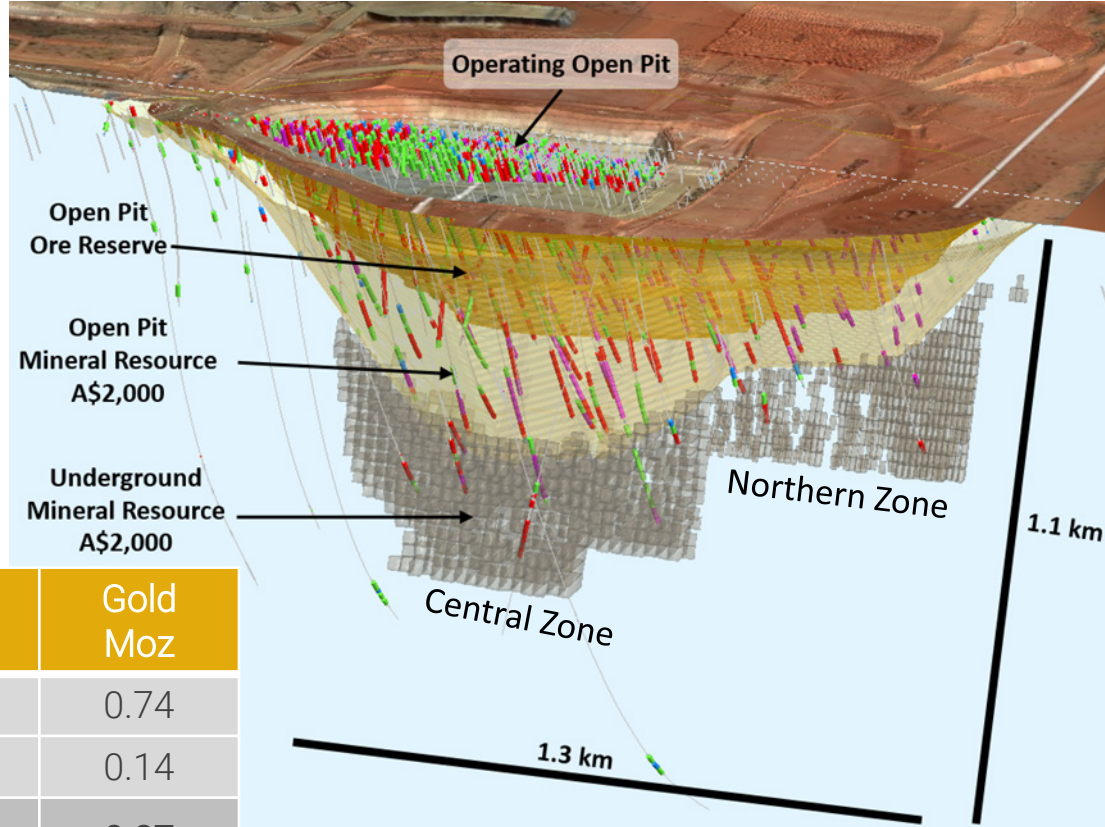 Operating Open Pit
Open Pit
Ore Reserve
Open Pit
Mineral Resource
A$2,000
Underground
Mineral Resource
A$2,000
Northern Zone
1.1 km
Central Zone
1.3 km
Gold
Moz
0.74
0.14